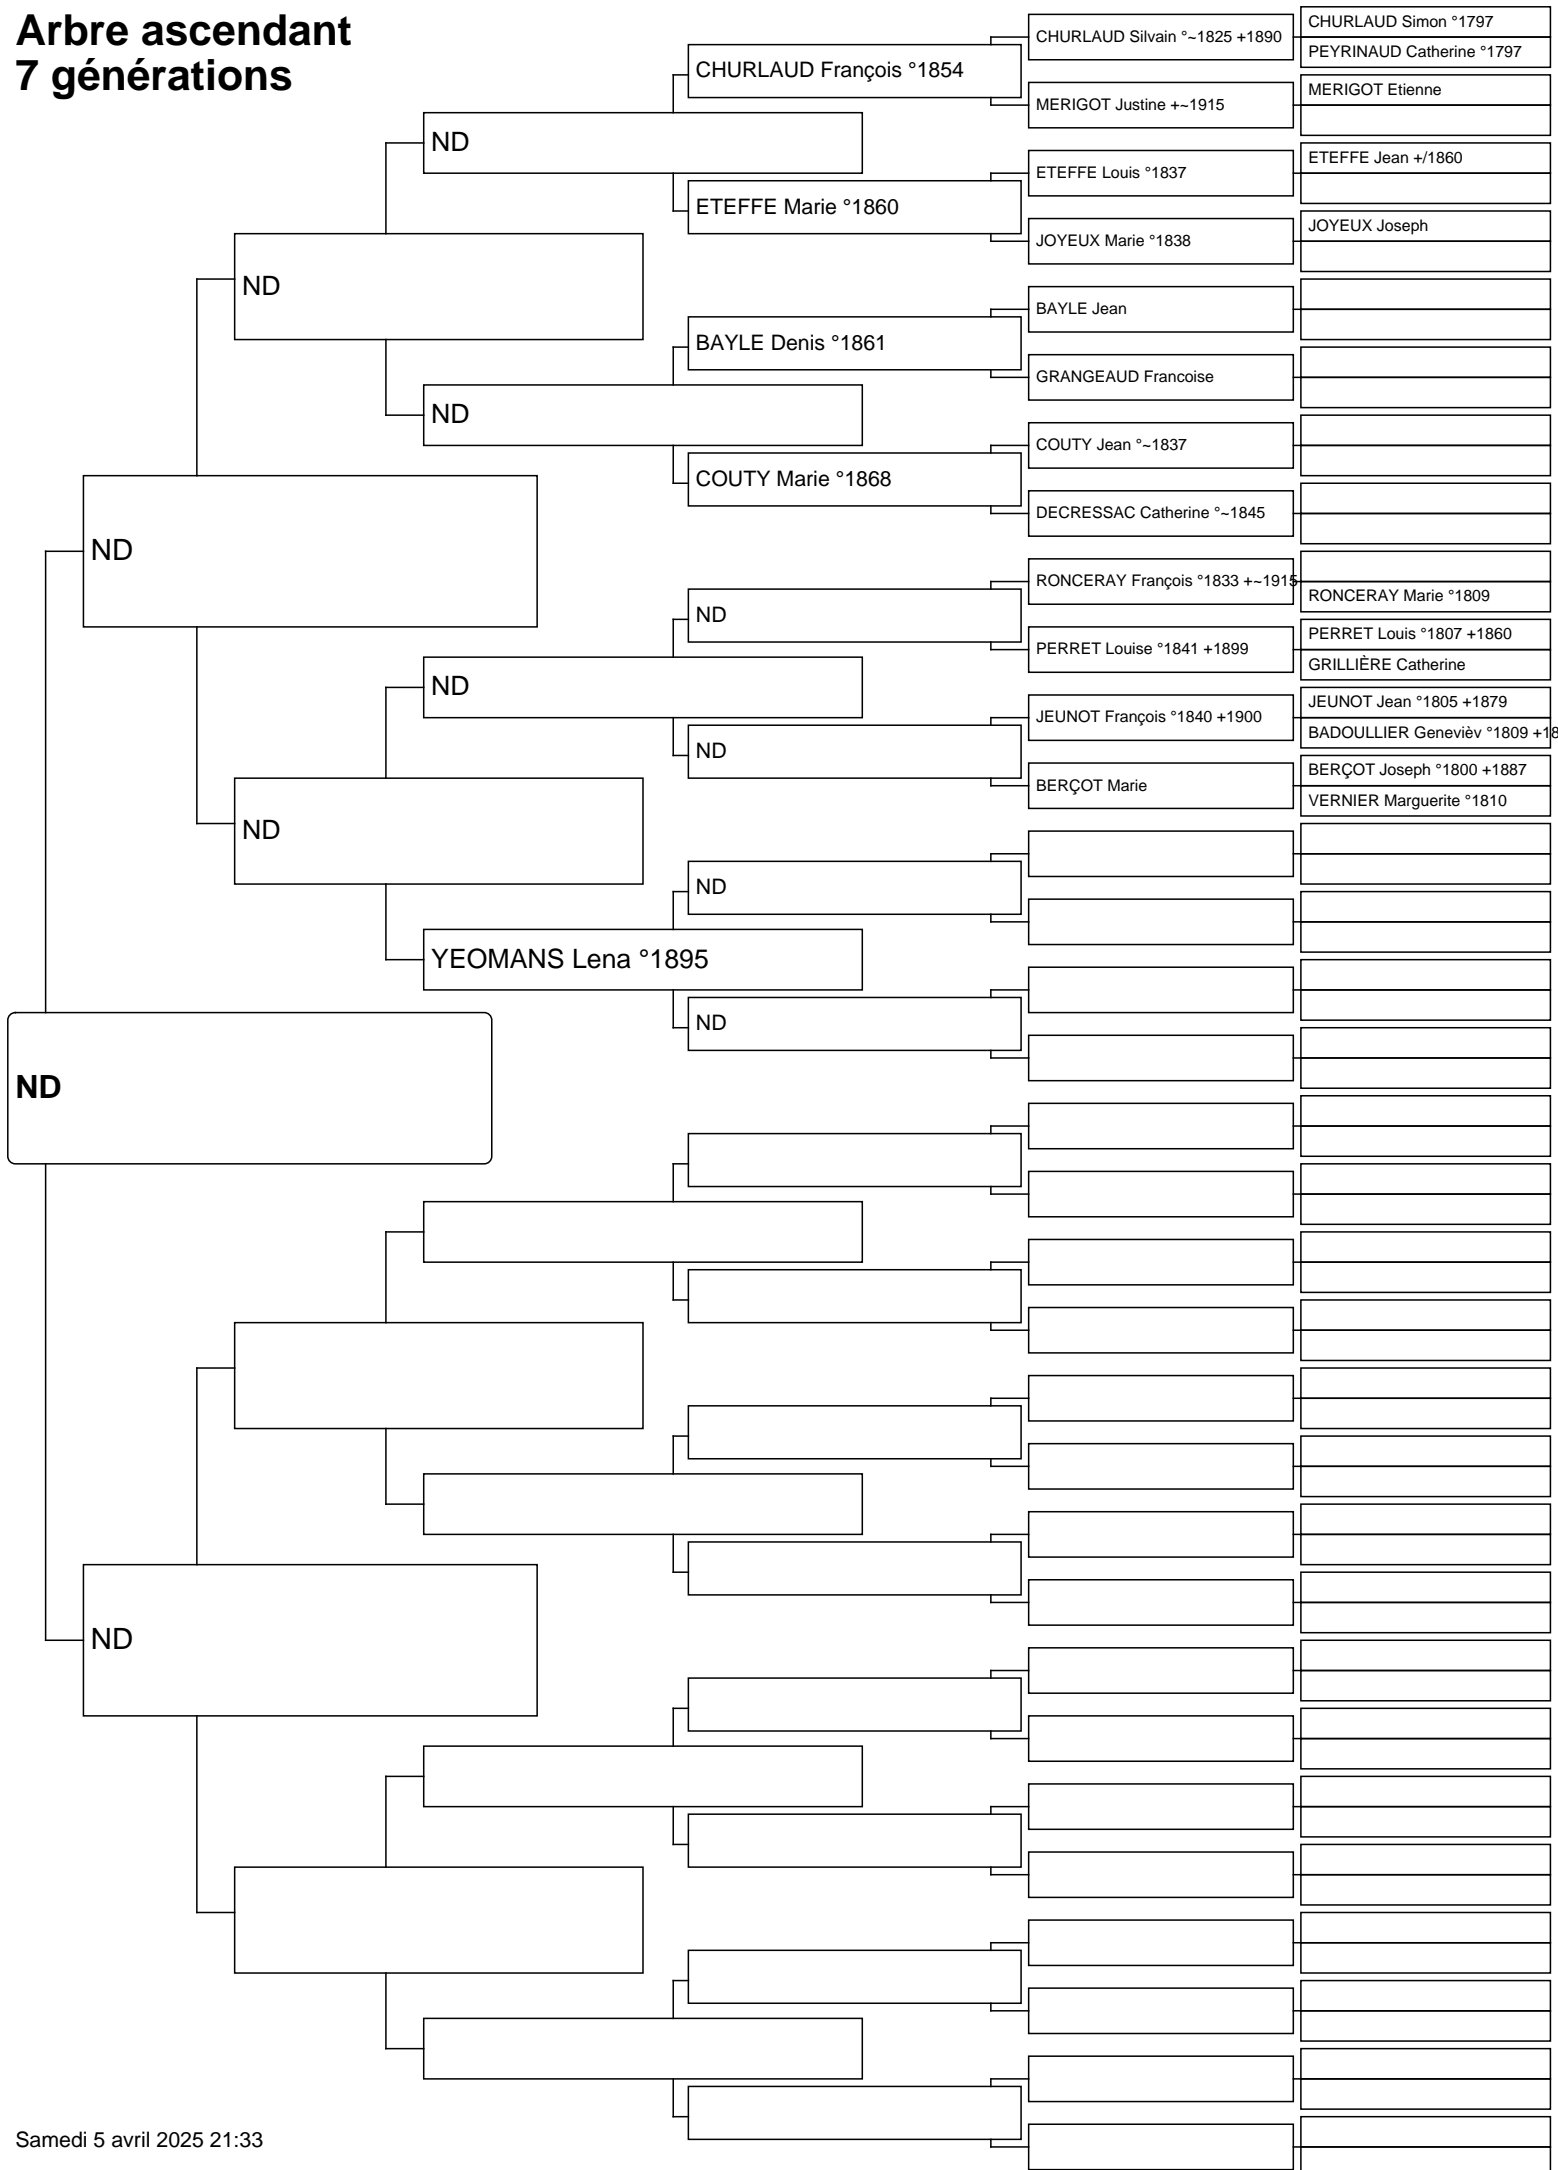 Arbre ascendant
7 générations
CHURLAUD Simon °1797
CHURLAUD Silvain °~1825 +1890
PEYRINAUD Catherine °1797
CHURLAUD François °1854
MERIGOT Etienne
MERIGOT Justine +~1915
ND
ETEFFE Jean +/1860
ETEFFE Louis °1837
ETEFFE Marie °1860
JOYEUX Joseph
JOYEUX Marie °1838
ND
BAYLE Jean
BAYLE Denis °1861
GRANGEAUD Francoise
ND
COUTY Jean °~1837
COUTY Marie °1868
DECRESSAC Catherine °~1845
ND
RONCERAY François °1833 +~1915
RONCERAY Marie °1809
ND
PERRET Louis °1807 +1860
PERRET Louise °1841 +1899
GRILLIÈRE Catherine
ND
JEUNOT Jean °1805 +1879
JEUNOT François °1840 +1900
BADOULLIER Genevièv °1809 +18
ND
BERÇOT Joseph °1800 +1887
BERÇOT Marie
VERNIER Marguerite °1810
ND
ND
YEOMANS Lena °1895
ND
ND
ND
Samedi 5 avril 2025 21:33